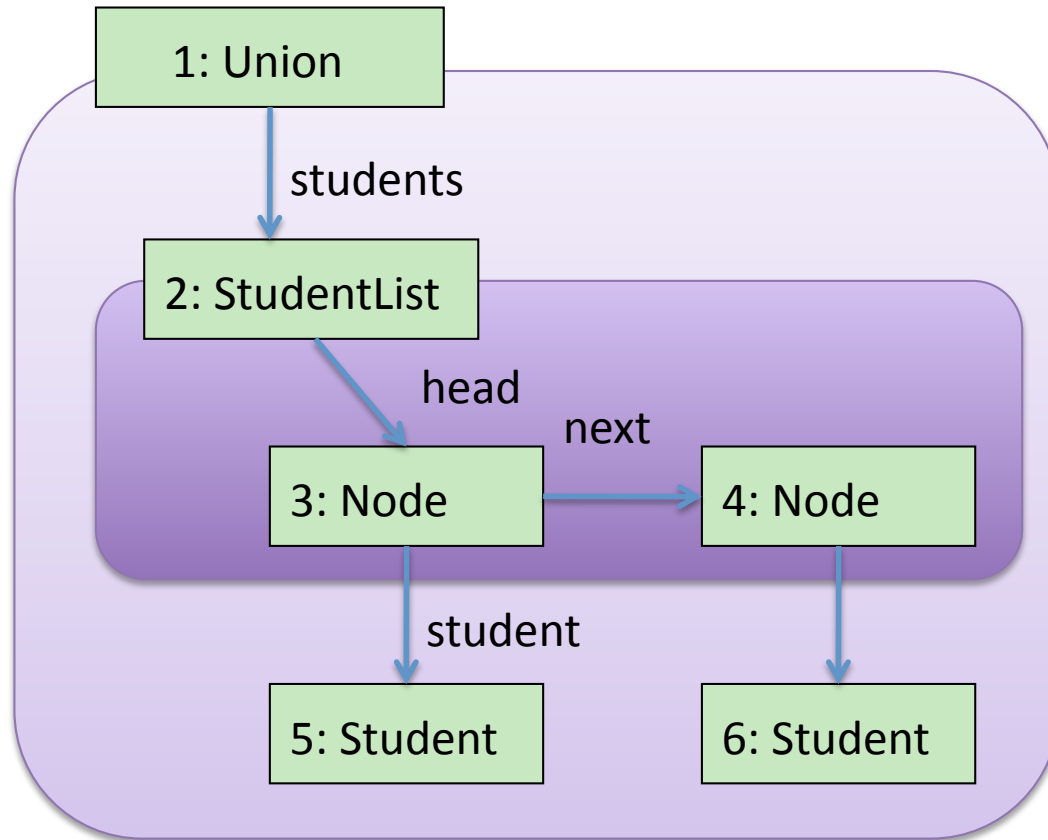 1: Union
students
2: StudentList
head
next
3: Node
4: Node
student
5: Student
6: Student